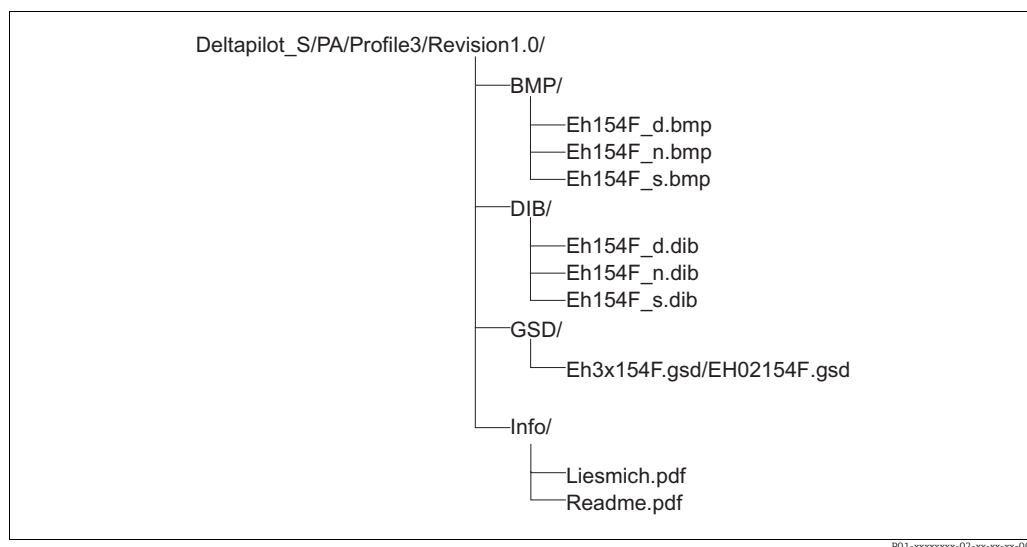 Deltapilot_S/PA/Profile3/Revision1.0/
BMP/
Eh154F_d.bmp
Eh154F_n.bmp
Eh154F_s.bmp
DIB/
Eh154F_d.dib
Eh154F_n.dib
Eh154F_s.dib
GSD/
Eh3x154F.gsd/EH02154F.gsd
Info/
Liesmich.pdf
Readme.pdf